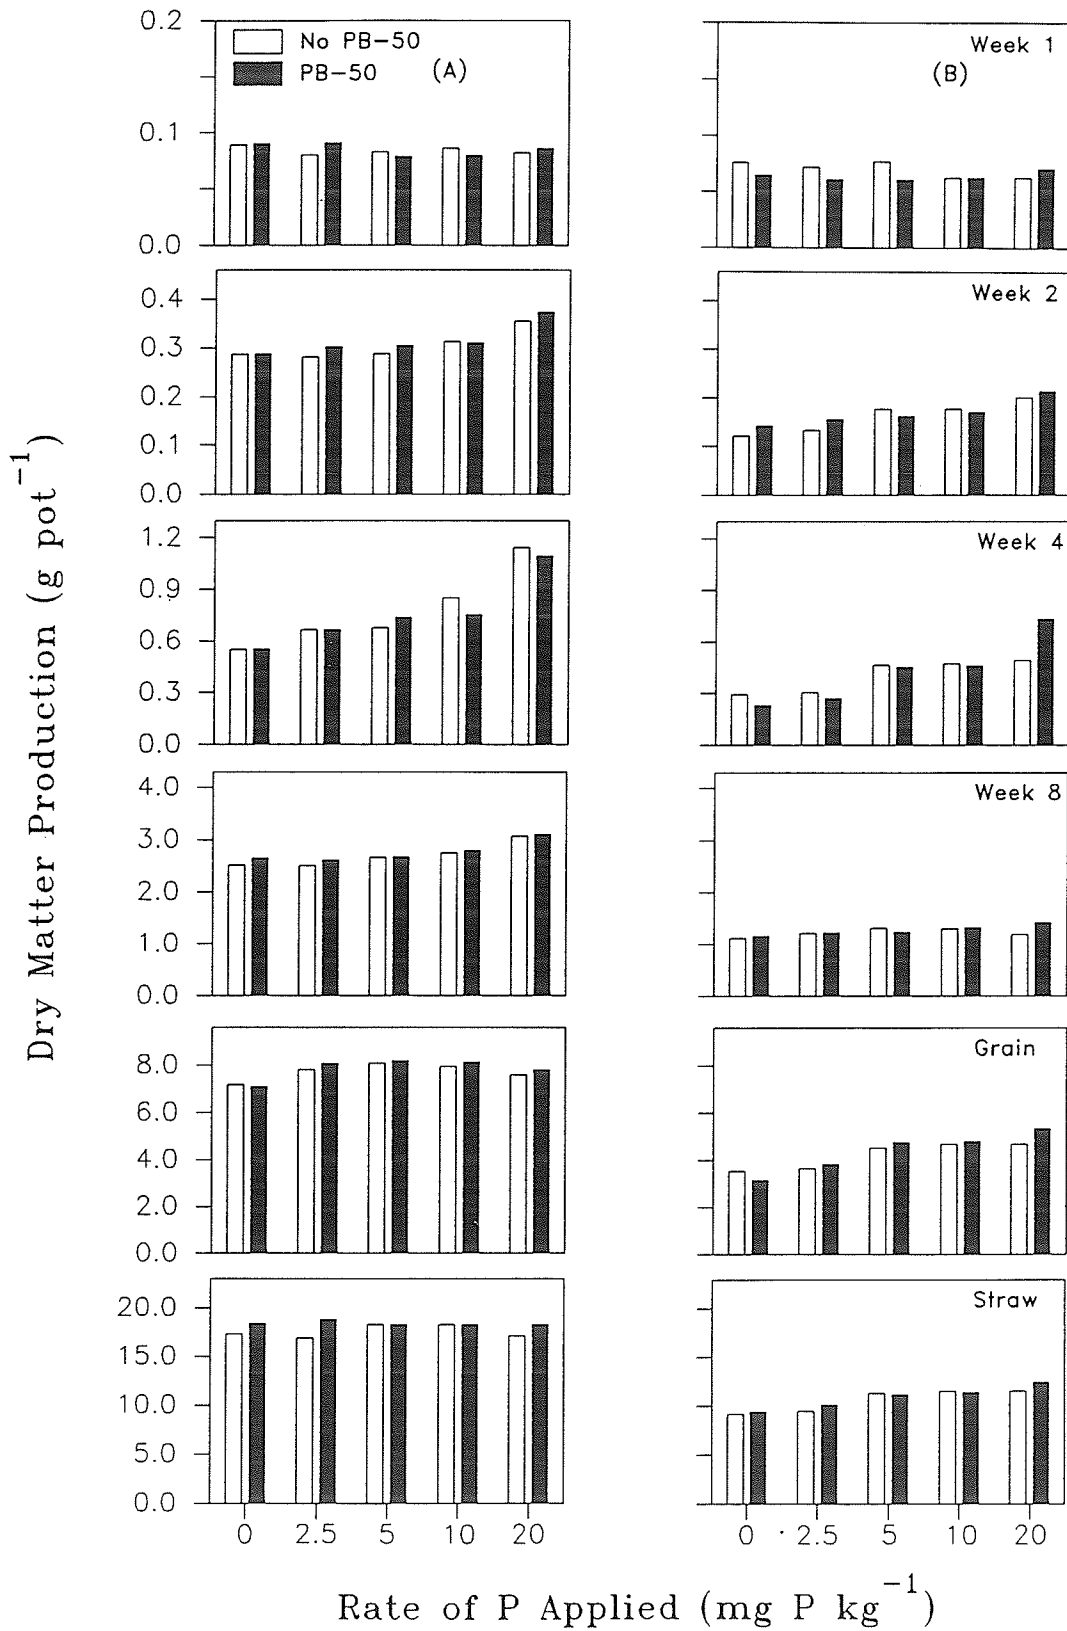 Dry Matter Production (g pot⁻¹)
0.2
No PB-50
PB-50 (A)
0.1
0.0
Week 1
(B)
0.4
0.3
0.2
0.1
0.0
Week 2
1.2
0.9
0.6
0.3
0.0
Week 4
4.0
3.0
2.0
1.0
0.0
Week 8
8.0
6.0
4.0
2.0
0.0
Grain
20.0
15.0
10.0
5.0
0.0
Straw
0 2.5 5 10 20
0 2.5 5 10 20
Rate of P Applied (mg P kg⁻¹)